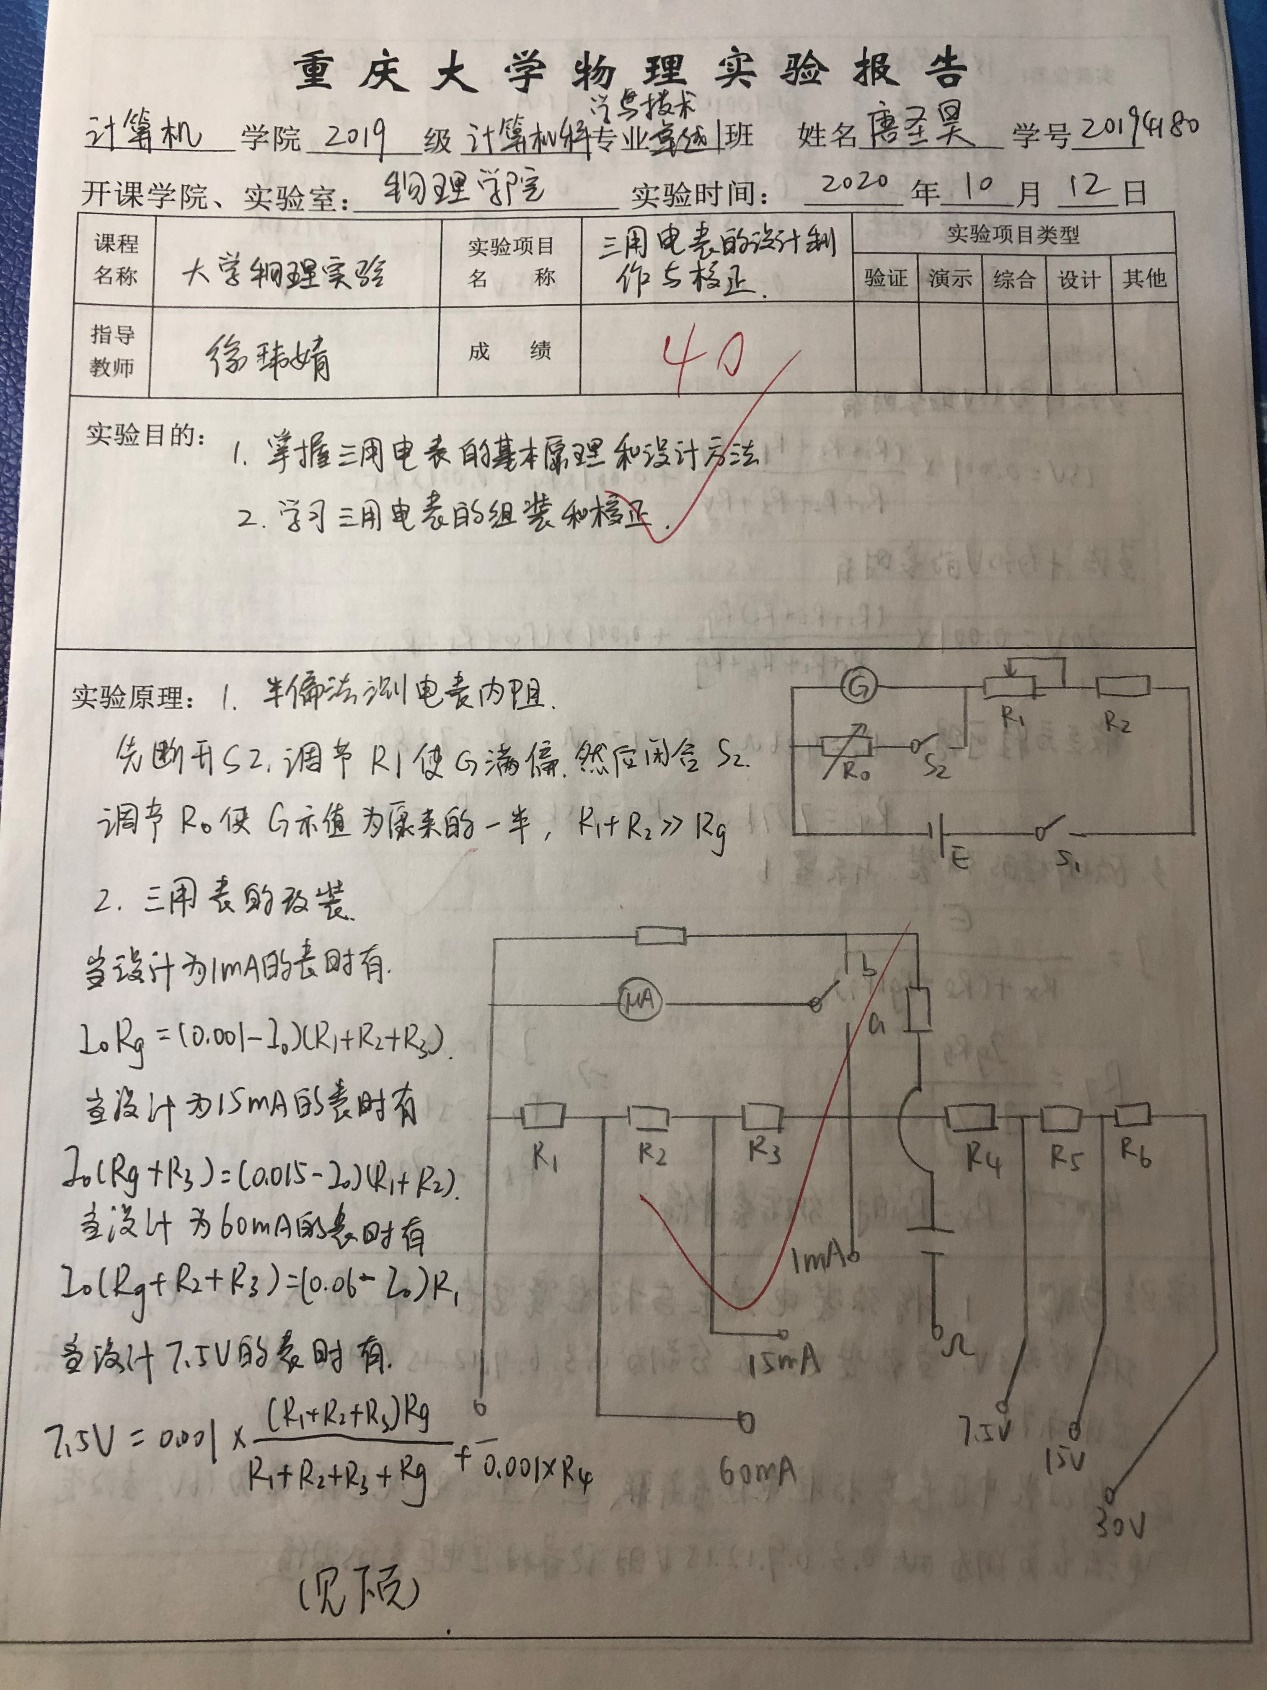 重庆大学物理实验报告
与技术
计算机 学院 2019 级 计算机科专业卓越1班 姓名 唐圣昊 学号 20194180
开课学院、实验室： 物理学院 实验时间： 2020 年 10 月 12 日
课程名称 大学物理实验 实验项目名称 三用电表的设计制作与校正. 实验项目类型
验证 演示 综合 设计 其他
指导教师 徐玮婧 成绩 40
实验目的： 1. 掌握三用电表的基本原理和设计方法
2. 学习三用电表的组装和校正.
实验原理： 1. 半偏法测电表内阻.
先断开S2, 调节 R1 使 G 满偏. 然后闭合 S2.
调节 R0 使 G 示值为原来的一半, R1+R2 >> Rg
G R1 R2
R0 S2
E S1
2. 三用表的改装.
当设计为1mA的表时有.
I0Rg=(0.001-I0)(R1+R2+R3).
当设计为15mA的表时有
I0(Rg+R3)=(0.015-I0)(R1+R2).
当设计为60mA的表时有
I0(Rg+R2+R3)=(0.06-I0)R1
当设计7.5V的表时有.
7.5V = 0.001 × (R1+R2+R3)Rg / R1+R2+R3+Rg + 0.001×R4
μA b a
R1 R2 R3 R4 R5 R6
1mA Ω
15mA
60mA 7.5V 15V
30V
(见下页)